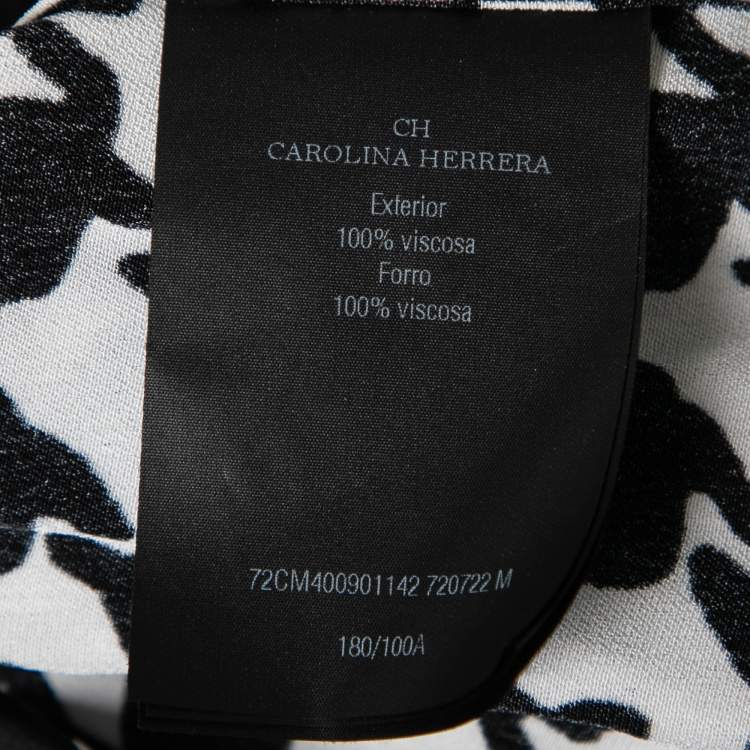 CH
CAROLINA HERRERA
Exterior
100% viscosa
Forro
100% viscosa
72CM400901142 720722 M
180/100A